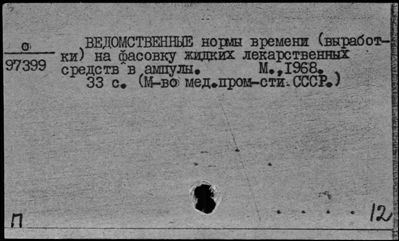 ВЕДОМСТВЕННЫЕ нормы времени (выработ-
о
ки) на фасовку жидких лекарственных
97399
средств в ампулы. М.,1968.
33 с. (М-во мед.пром-сти СССР.)
П 12